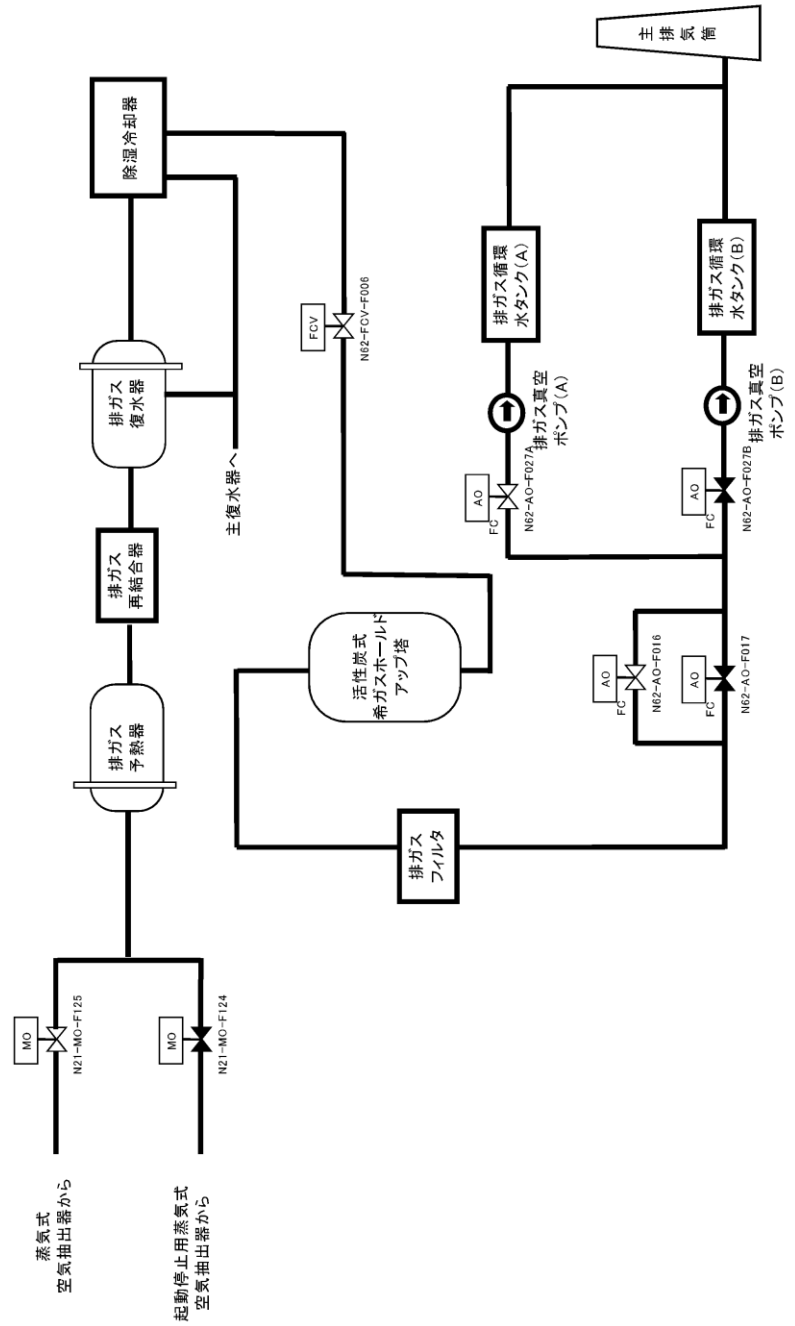 蒸気式
空気抽出器から
起動停止用蒸気式
空気抽出器から
MO
N21-MO-F125
MO
N21-MO-F124
排ガス
予熱器
排ガス
再結合器
排ガス
復水器
除湿冷却器
主復水器へ
FCV
N62-FCV-F006
活性炭式
希ガスホールド
アップ塔
排ガス
フィルタ
AO
FC
N62-AO-F016
AO
FC
N62-AO-F017
AO
FC
N62-AO-F027A
排ガス真空
ポンプ(A)
排ガス循環
水タンク(A)
AO
FC
N62-AO-F027B
排ガス真空
ポンプ(B)
排ガス循環
水タンク(B)
主排気筒